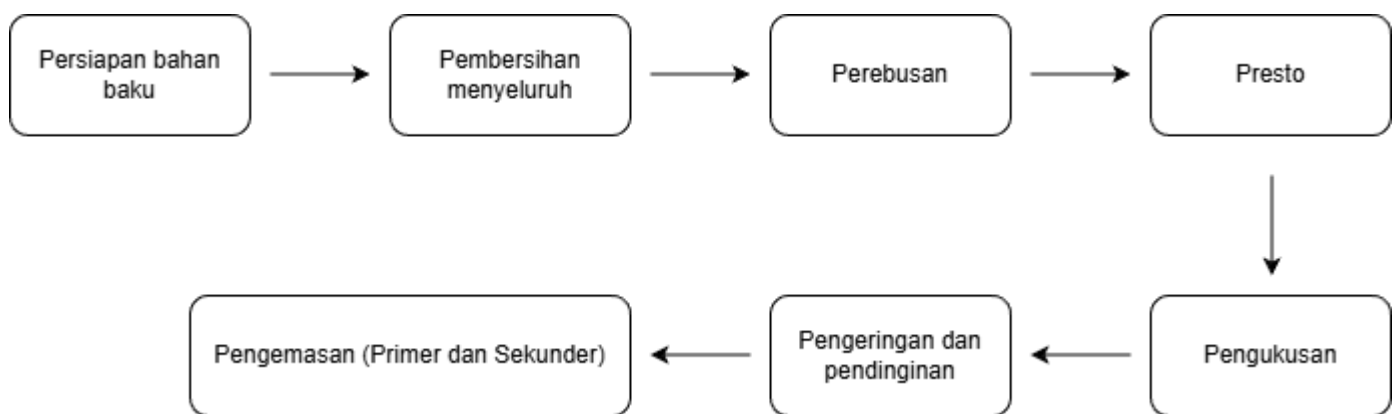 Persiapan bahan
baku
Pembersihan
menyeluruh
Perebusan
Presto
Pengukusan
Pengeringan dan
pendinginan
Pengemasan (Primer dan Sekunder)